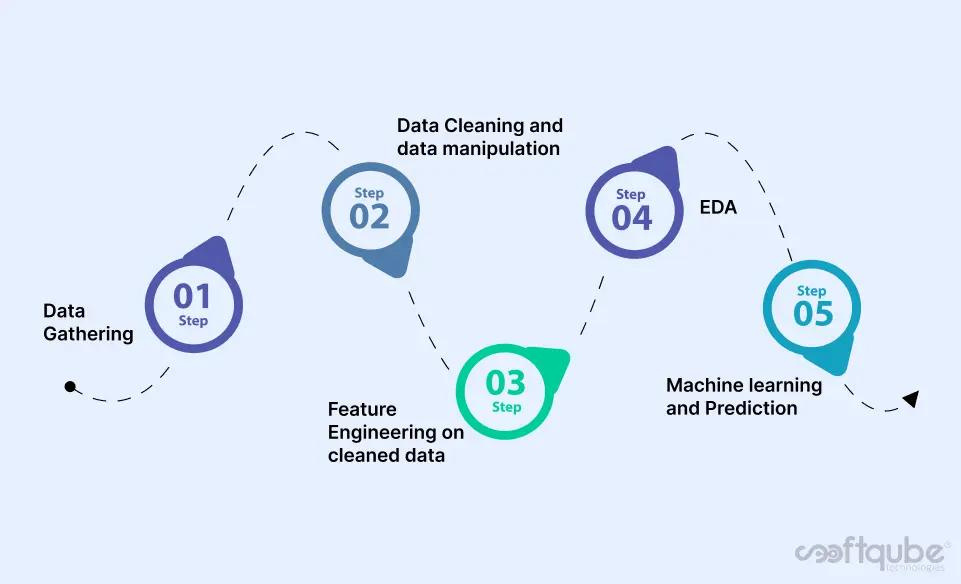 Data
Gathering
01
Step
Step
02
Data Cleaning and
data manipulation
03
Step
Feature
Engineering on
cleaned data
Step
04
EDA
Step
05
Machine learning
and Prediction
softqube®
technologies